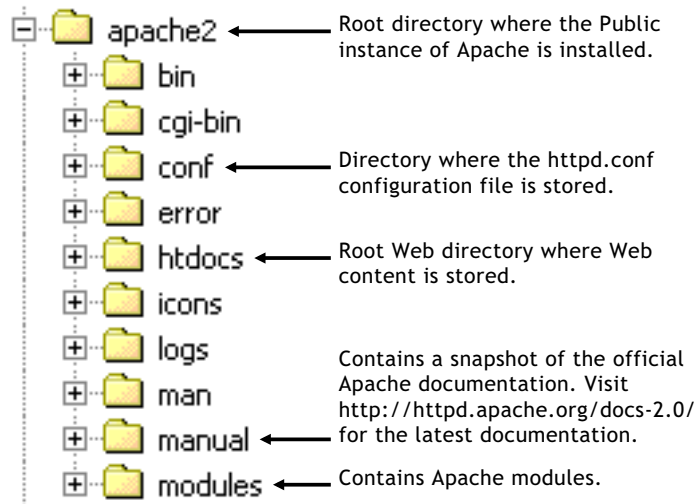 apache2
Root directory where the Public
instance of Apache is installed.
bin
cgi-bin
conf
Directory where the httpd.conf
configuration file is stored.
error
htdocs
Root Web directory where Web
content is stored.
icons
logs
man
manual
Contains a snapshot of the official
Apache documentation. Visit
http://httpd.apache.org/docs-2.0/
for the latest documentation.
modules
Contains Apache modules.